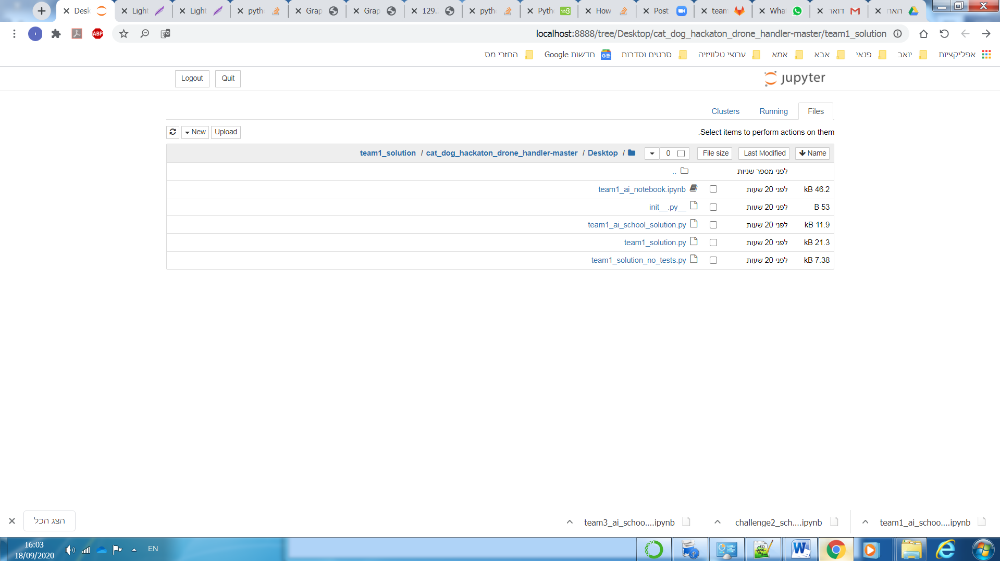 Desk
Light
Light
pytho
Grap
Grap
129.
pytho
Pytho
How
Post
team
Wha
דואר
האח
localhost:8888/tree/Desktop/cat_dog_hackaton_drone_handler-master/team1_solution
ABP
אפליקציות
יואב
פנאי
אבא
אמא
ערוצי טלוויזיה
סרטים וסדרות
חדשות Google
החזרי מס
Logout
Quit
jupyter
Files
Running
Clusters
New
Upload
.Select items to perform actions on them
team1_solution / cat_dog_hackaton_drone_handler-master / Desktop /
0
File size
Last Modified
Name
.. לפני מספר שניות
team1_ai_notebook.ipynb לפני 20 שעות kB 46.2
init__.py__ לפני 20 שעות B 53
team1_ai_school_solution.py לפני 20 שעות kB 11.9
team1_solution.py לפני 20 שעות kB 21.3
team1_solution_no_tests.py לפני 20 שעות kB 7.38
הצג הכל
team3_ai_schoo....ipynb
challenge2_sch....ipynb
team1_ai_schoo....ipynb
16:03
18/09/2020
EN